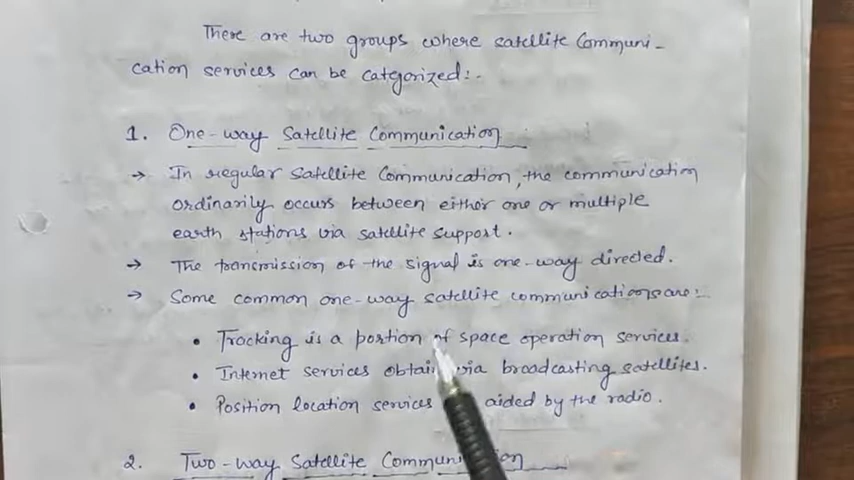 There are two groups where satellite Communi-
cation services can be categorized:-
1. One-way Satellite Communication
→ In regular satellite Communication, the communication
ordinarily occurs between either one or multiple
earth stations via satellite support.
→ The transmission of the signal is one-way directed.
→ Some common one-way satellite communications are:-
• Tracking is a portion of space operation services.
• Internet services obtain via broadcasting satellites.
• Position location services aided by the radio.
2. Two-way Satellite Communication